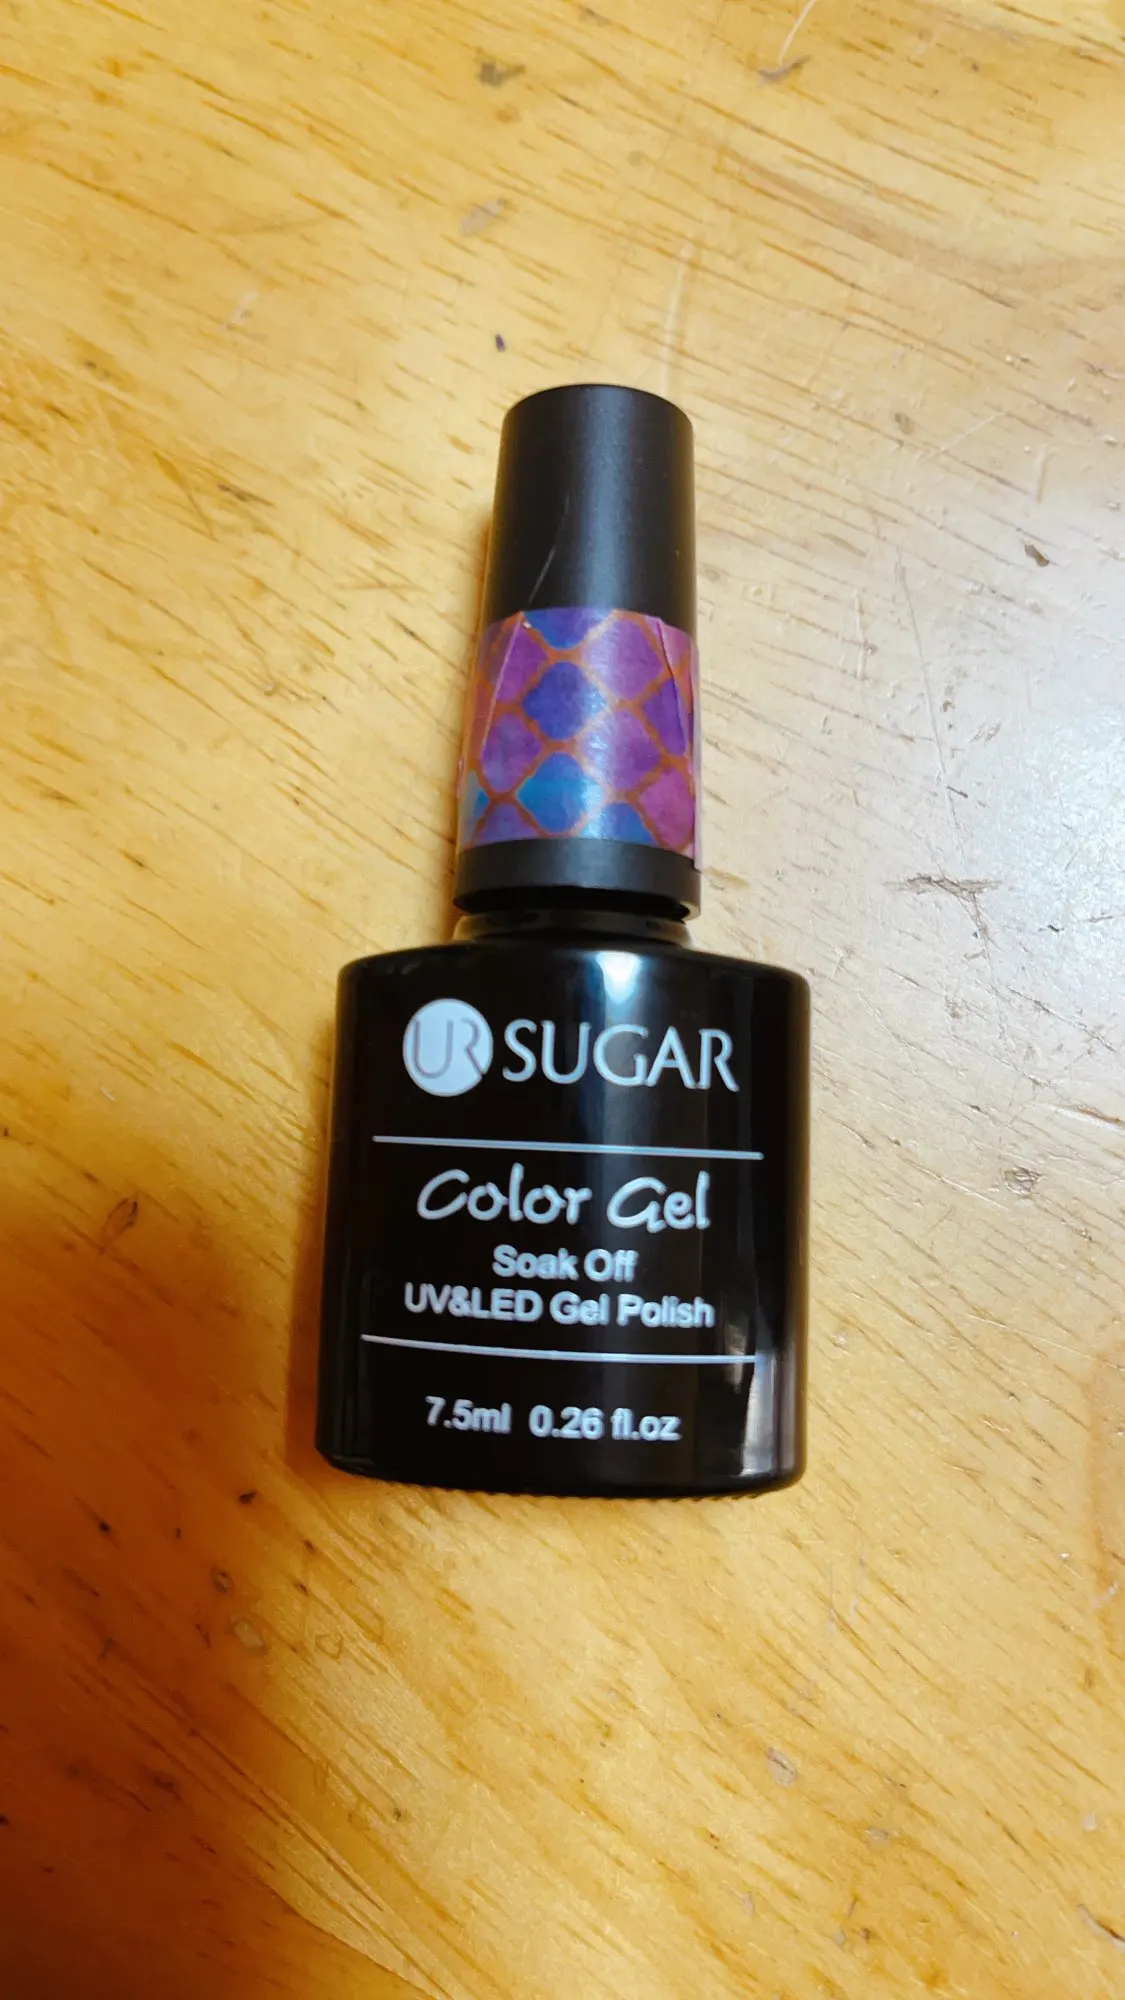 UR SUGAR
Color Gel
Soak Off
UV&LED Gel Polish
7.5ml 0.26 fl.oz